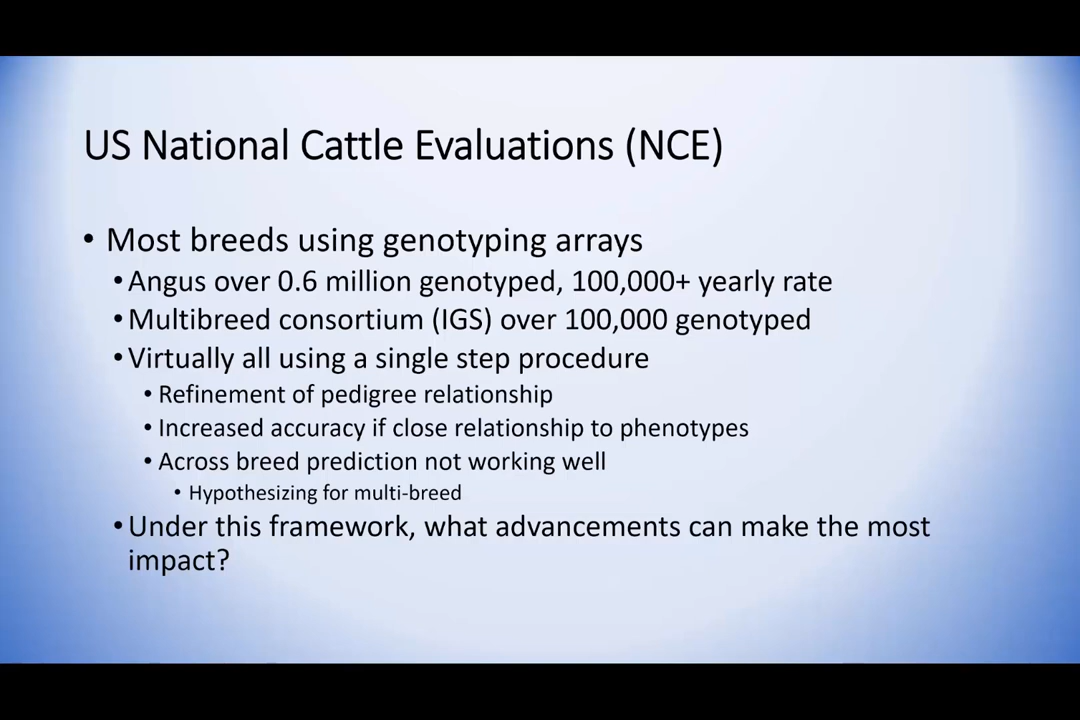 US National Cattle Evaluations (NCE)
• Most breeds using genotyping arrays
• Angus over 0.6 million genotyped, 100,000+ yearly rate
• Multibreed consortium (IGS) over 100,000 genotyped
• Virtually all using a single step procedure
• Refinement of pedigree relationship
• Increased accuracy if close relationship to phenotypes
• Across breed prediction not working well
• Hypothesizing for multi-breed
• Under this framework, what advancements can make the most
impact?